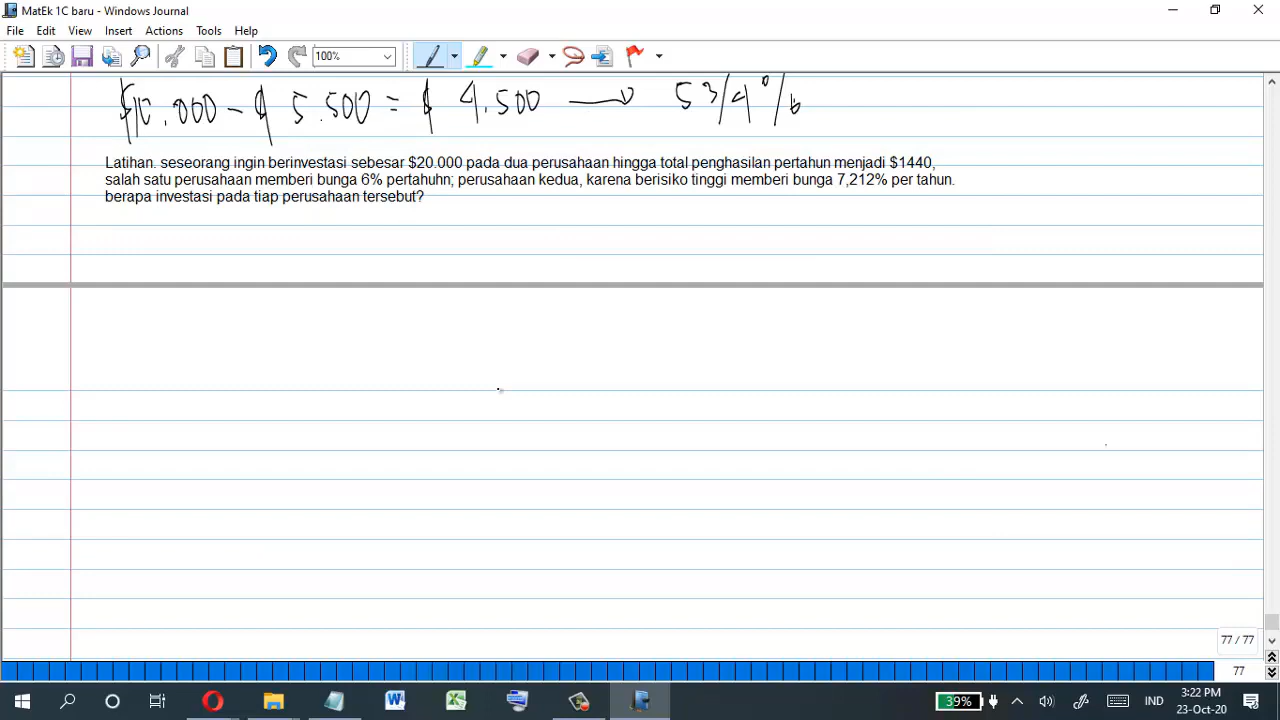 MatEk 1C baru - Windows Journal
File Edit View Insert Actions Tools Help
100%
$10.000 - $ 5.500 = $ 4.500 → 5 3/4 %
Latihan. seseorang ingin berinvestasi sebesar $20.000 pada dua perusahaan hingga total penghasilan pertahun menjadi $1440,
salah satu perusahaan memberi bunga 6% pertahuhn; perusahaan kedua, karena berisiko tinggi memberi bunga 7,212% per tahun.
berapa investasi pada tiap perusahaan tersebut?
77 / 77
77
39%
IND
3:22 PM
23-Oct-20